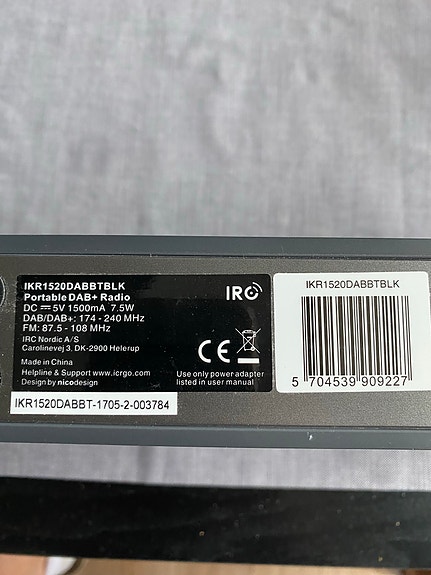 IKR1520DABBTBLK
Portable DAB+ Radio
DC ⎓ 5V 1500mA 7.5W
DAB/DAB+: 174 - 240 MHz
FM: 87.5 - 108 MHz
IRC Nordic A/S
Carolinevej 3, DK-2900 Hellerup
Made in China
Helpline & Support www.icrgo.com
Design by nicodesign
IRC
CE
Use only power adapter
listed in user manual
IKR1520DABBT-1705-2-003784
IKR1520DABBTBLK
5 704539 909227